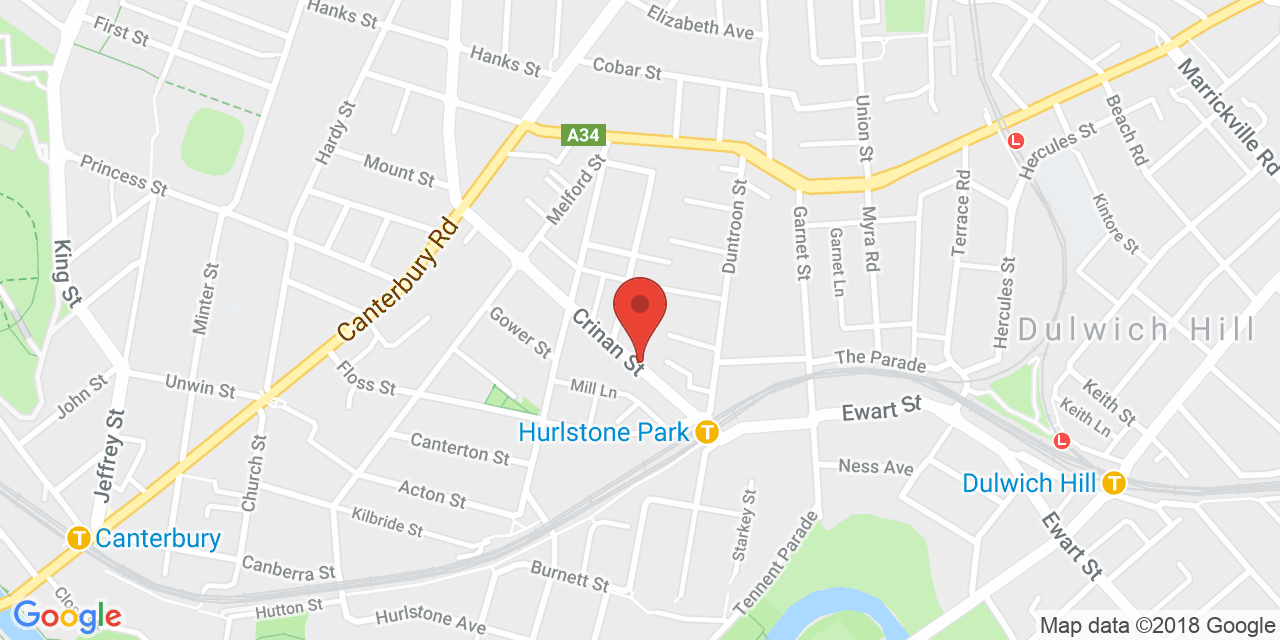 Hanks St
First St
Elizabeth Ave
Hanks St
Cobar St
Marrickville Rd
Union St
Beach Rd
A34
Hardy St
Hercules St
L
Mount St
Princess St
Melford St
Terrace Rd
Kintore St
Duntroon St
Garnet St
Myra Rd
Garnet Ln
King St
Canterbury Rd
Minter St
Hercules St
Gower St
Crinan St
Dulwich Hill
The Parade
Floss St
Unwin St
Mill Ln
John St
Keith St
Keith Ln
Ewart St
Hurlstone Park T
L
Jeffrey St
Church St
Canterton St
Ness Ave
Acton St
Dulwich Hill T
Starkey St
Kilbride St
T Canterbury
Tennent Parade
Ewart St
Canberra St
Burnett St
Clos
Hutton St
Hurlstone Ave
Google
Map data ©2018 Google